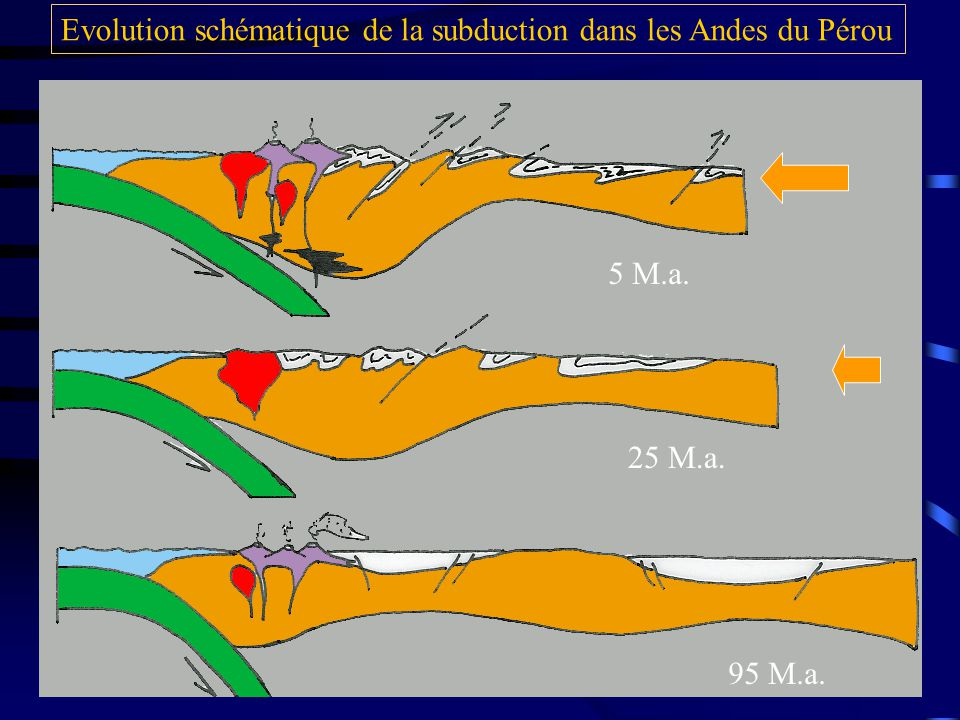 Evolution schématique de la subduction dans les Andes du Pérou
5 M.a.
25 M.a.
95 M.a.